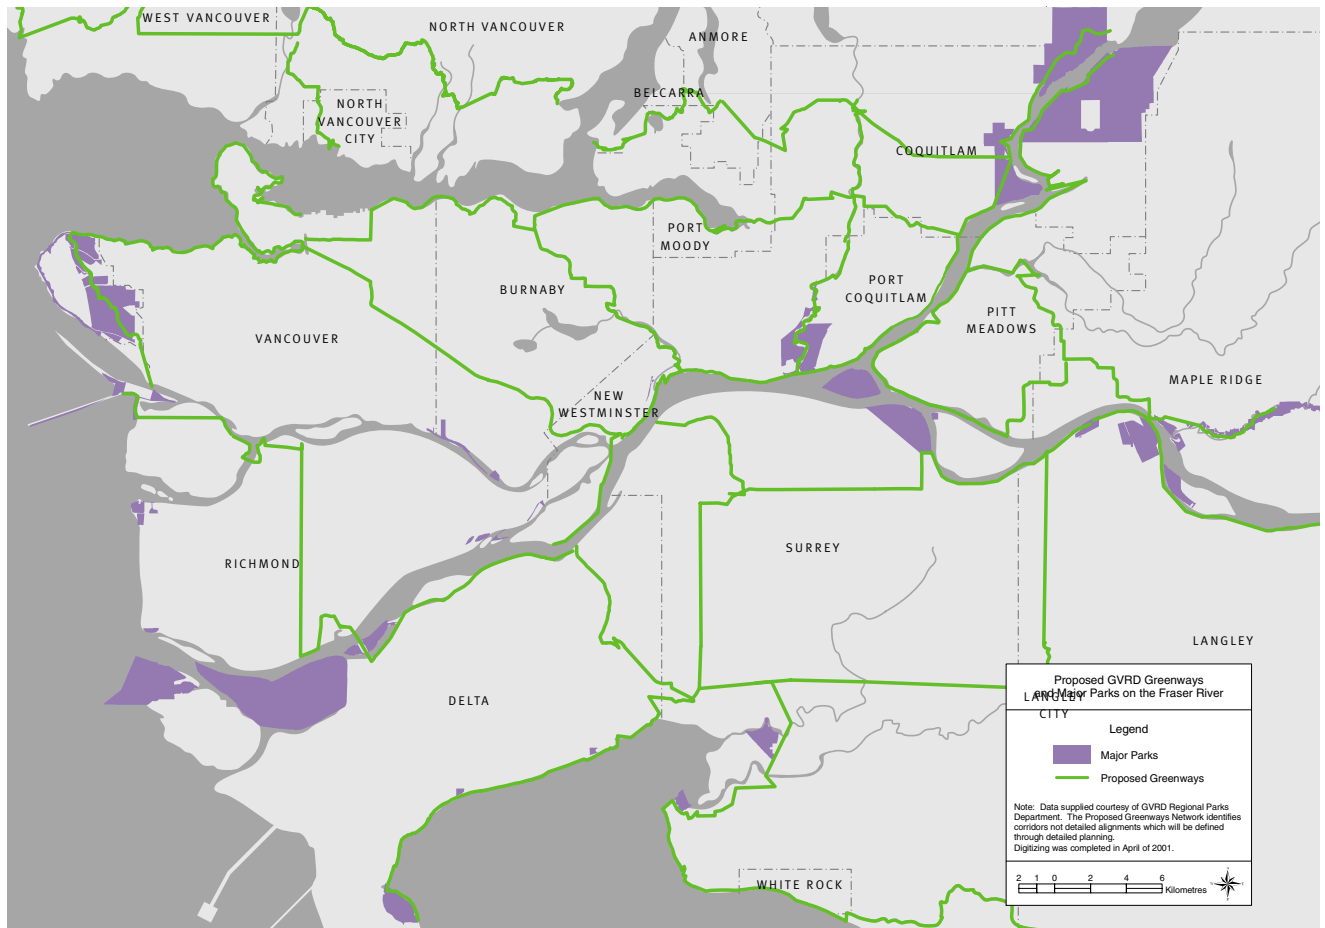 WEST VANCOUVER
NORTH VANCOUVER
ANMORE
BELCARRA
NORTH
VANCOUVER
CITY
COQUITLAM
PORT
MOODY
BURNABY
PORT
COQUITLAM
PITT
MEADOWS
VANCOUVER
MAPLE RIDGE
NEW
WESTMINSTER
SURREY
RICHMOND
LANGLEY
DELTA
LANGLEY
CITY
WHITE ROCK
Proposed GVRD Greenways
and Major Parks on the Fraser River
Legend
Major Parks
Proposed Greenways
Note: Data supplied courtesy of GVRD Regional Parks
Department. The Proposed Greenways Network identifies
corridors not detailed alignments which will be defined
through detailed planning.
Digitizing was completed in April of 2001.
2 1 0 2 4 6
Kilometres